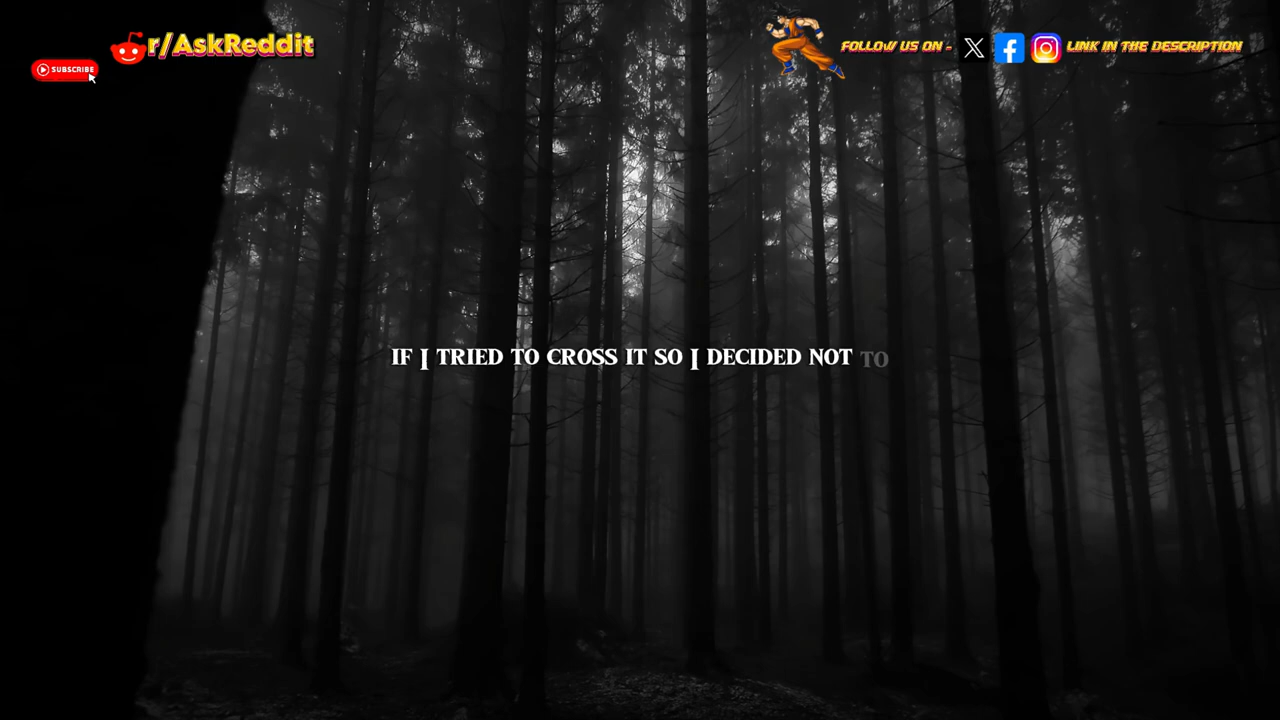 r/AskReddit
SUBSCRIBE
FOLLOW US ON -
LINK IN THE DESCRIPTION
IF I TRIED TO CROSS IT SO I DECIDED NOT TO